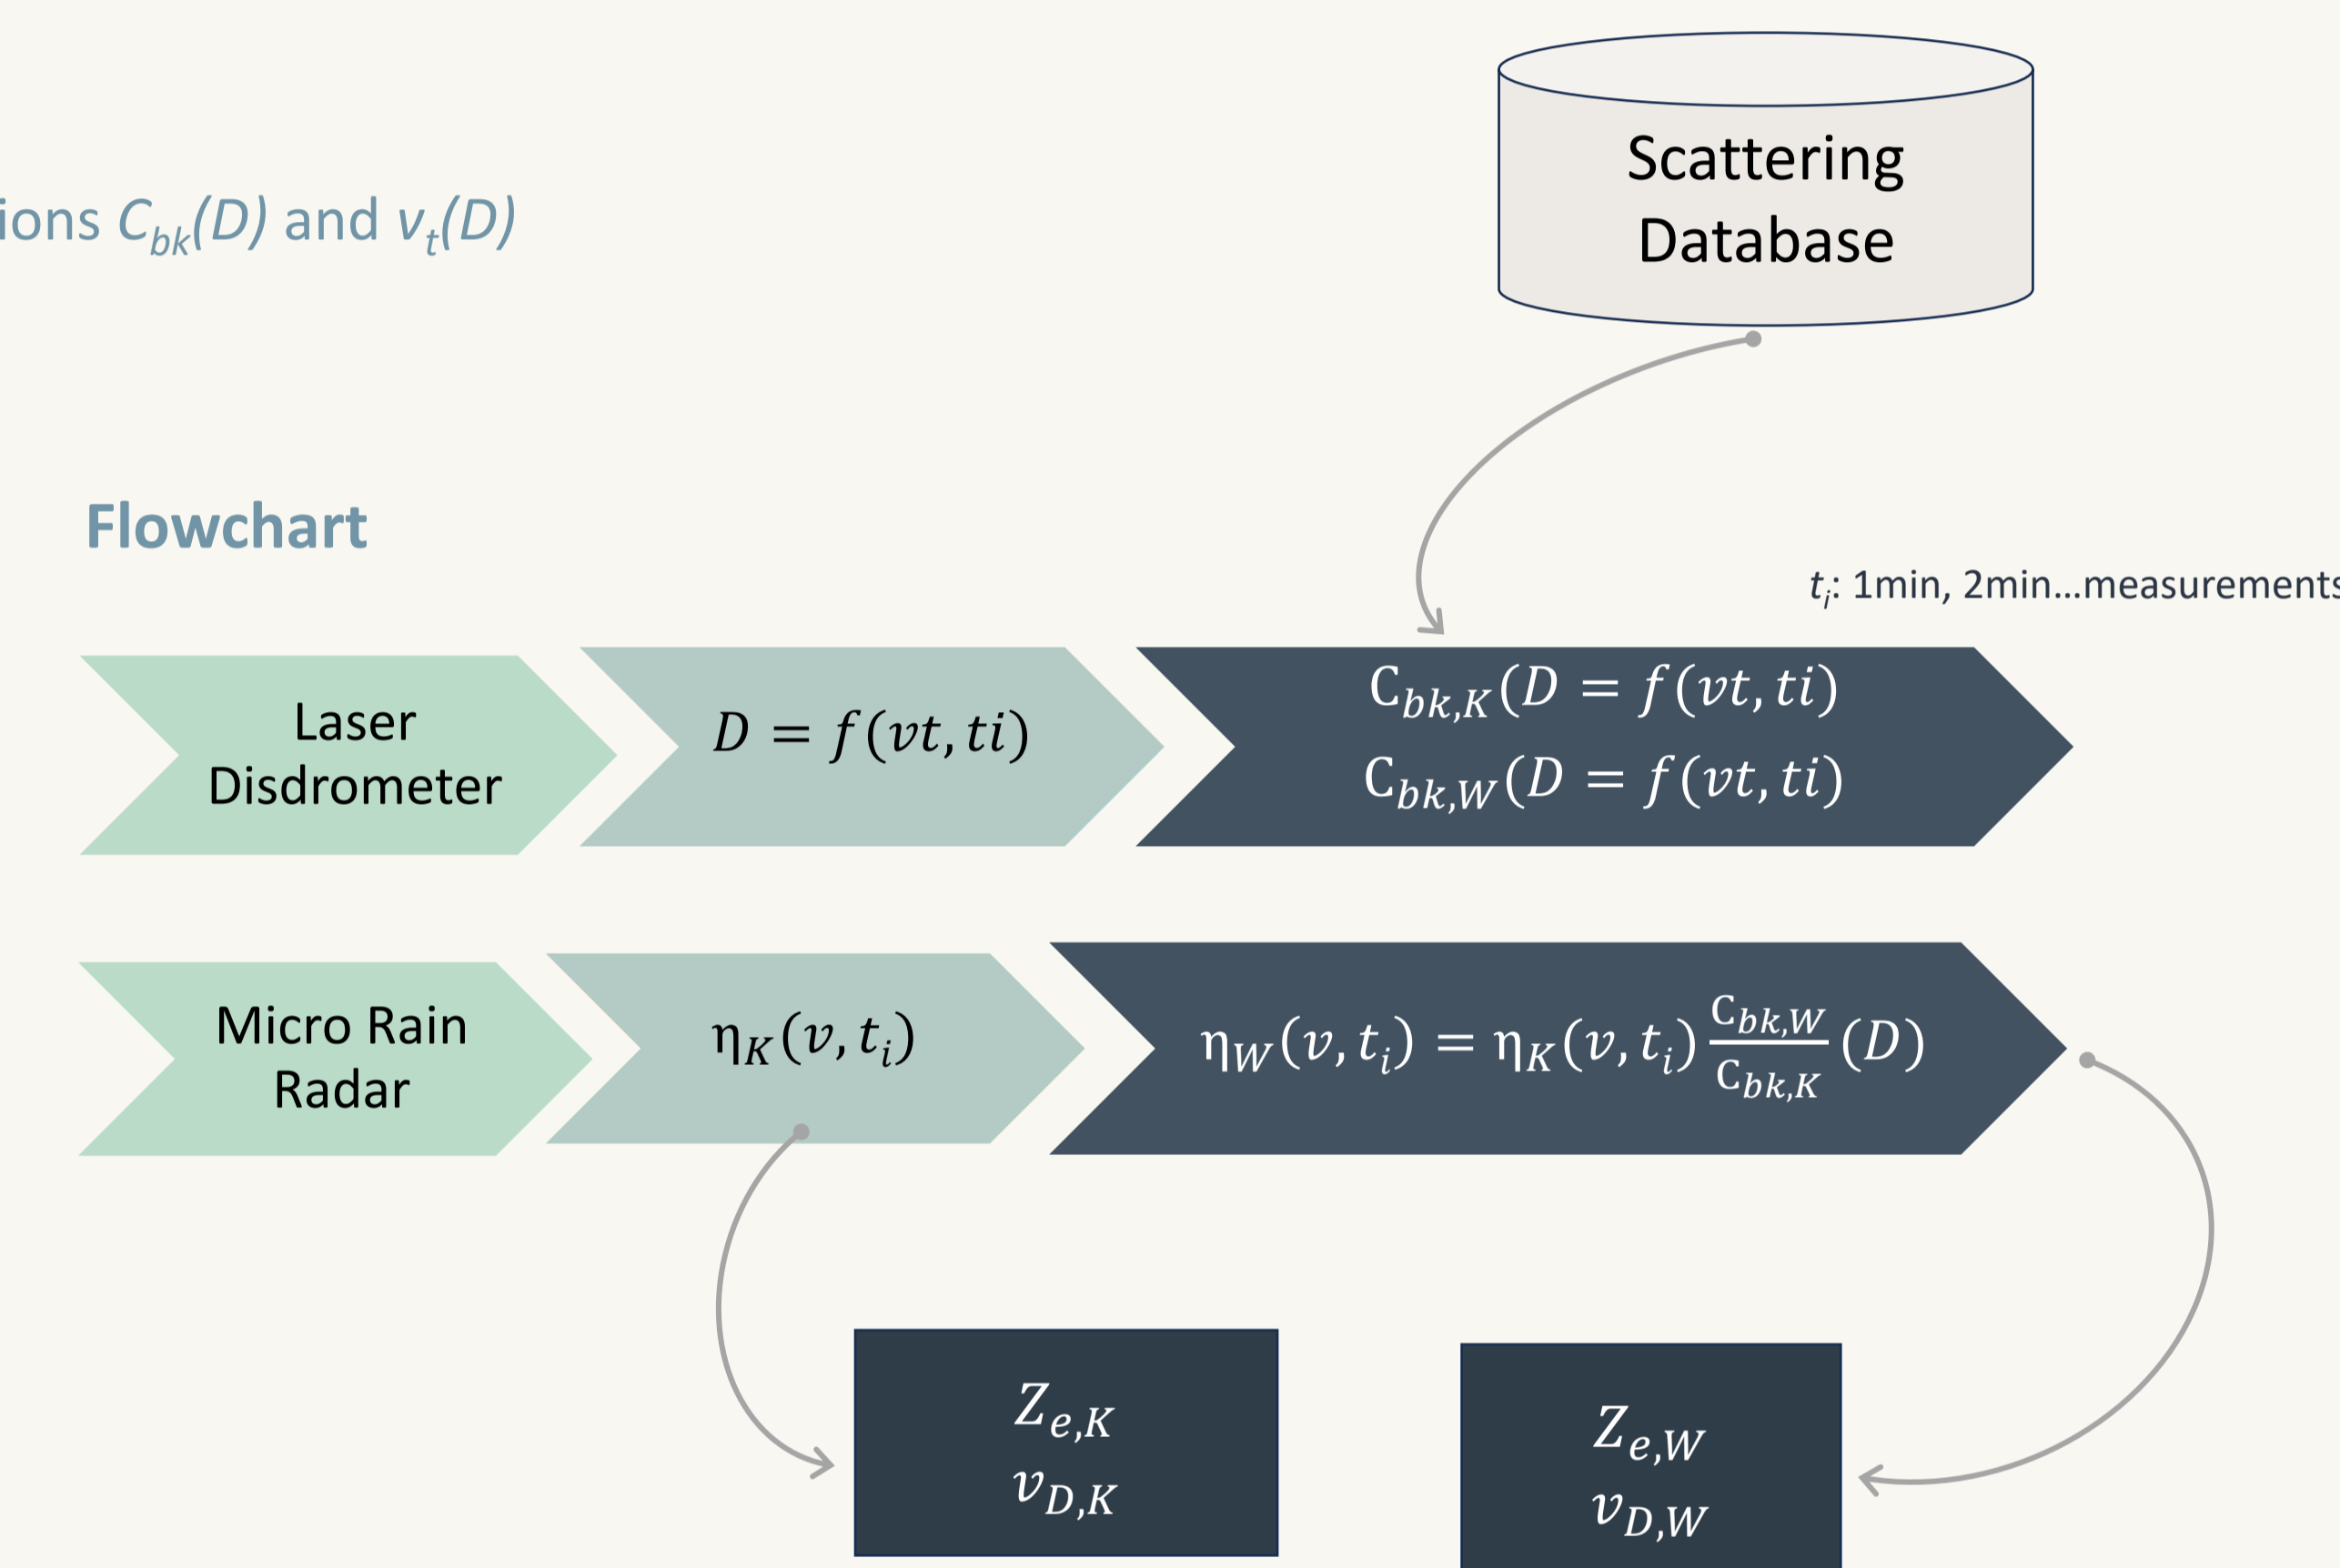 Scattering
Database
ions C_bk(D) and v_t(D)
Flowchart
t_i: 1min, 2min...measurements
Laser
Disdrometer
D = f(vt, ti)
C_bk,K(D = f(vt, ti)
C_bk,W(D = f(vt, ti)
Micro Rain
Radar
η_K(v, t_i)
η_W(v, t_i) = η_K(v, t_i) C_bk,W / C_bk,K (D)
Z_e,K
v_D,K
Z_e,W
v_D,W